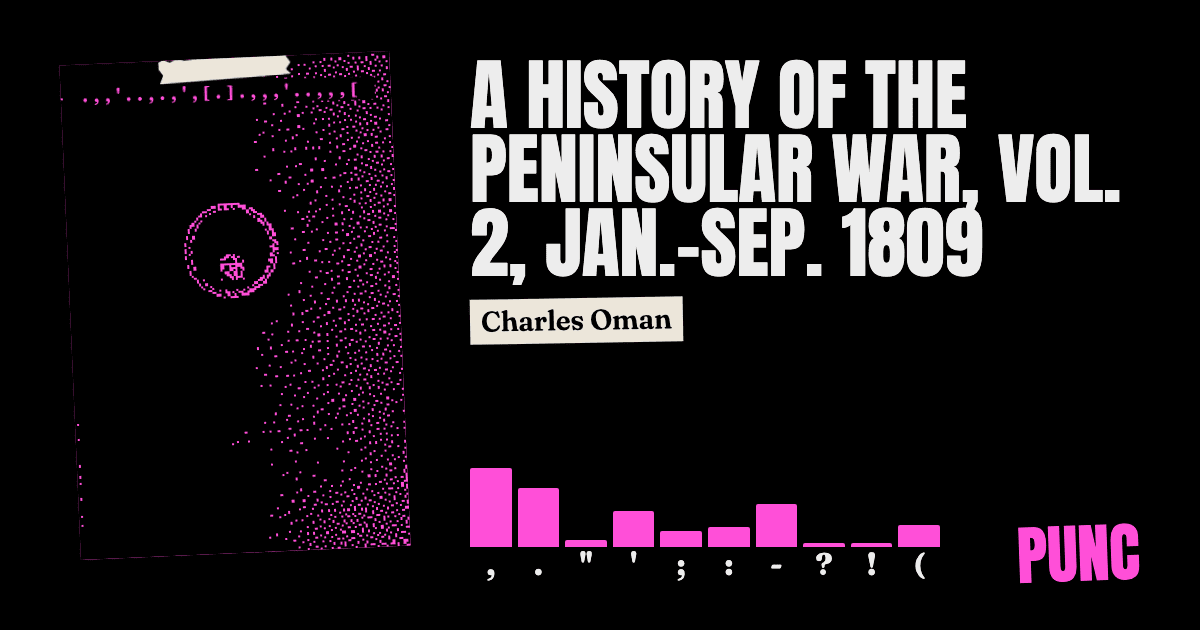 . . , , ' . . , . , ' , [ . ] . , , , ' . . , , , [
A HISTORY OF THE
PENINSULAR WAR, VOL.
2, JAN.-SEP. 1809
Charles Oman
, . " ' ; : - ? ! (
PUNC